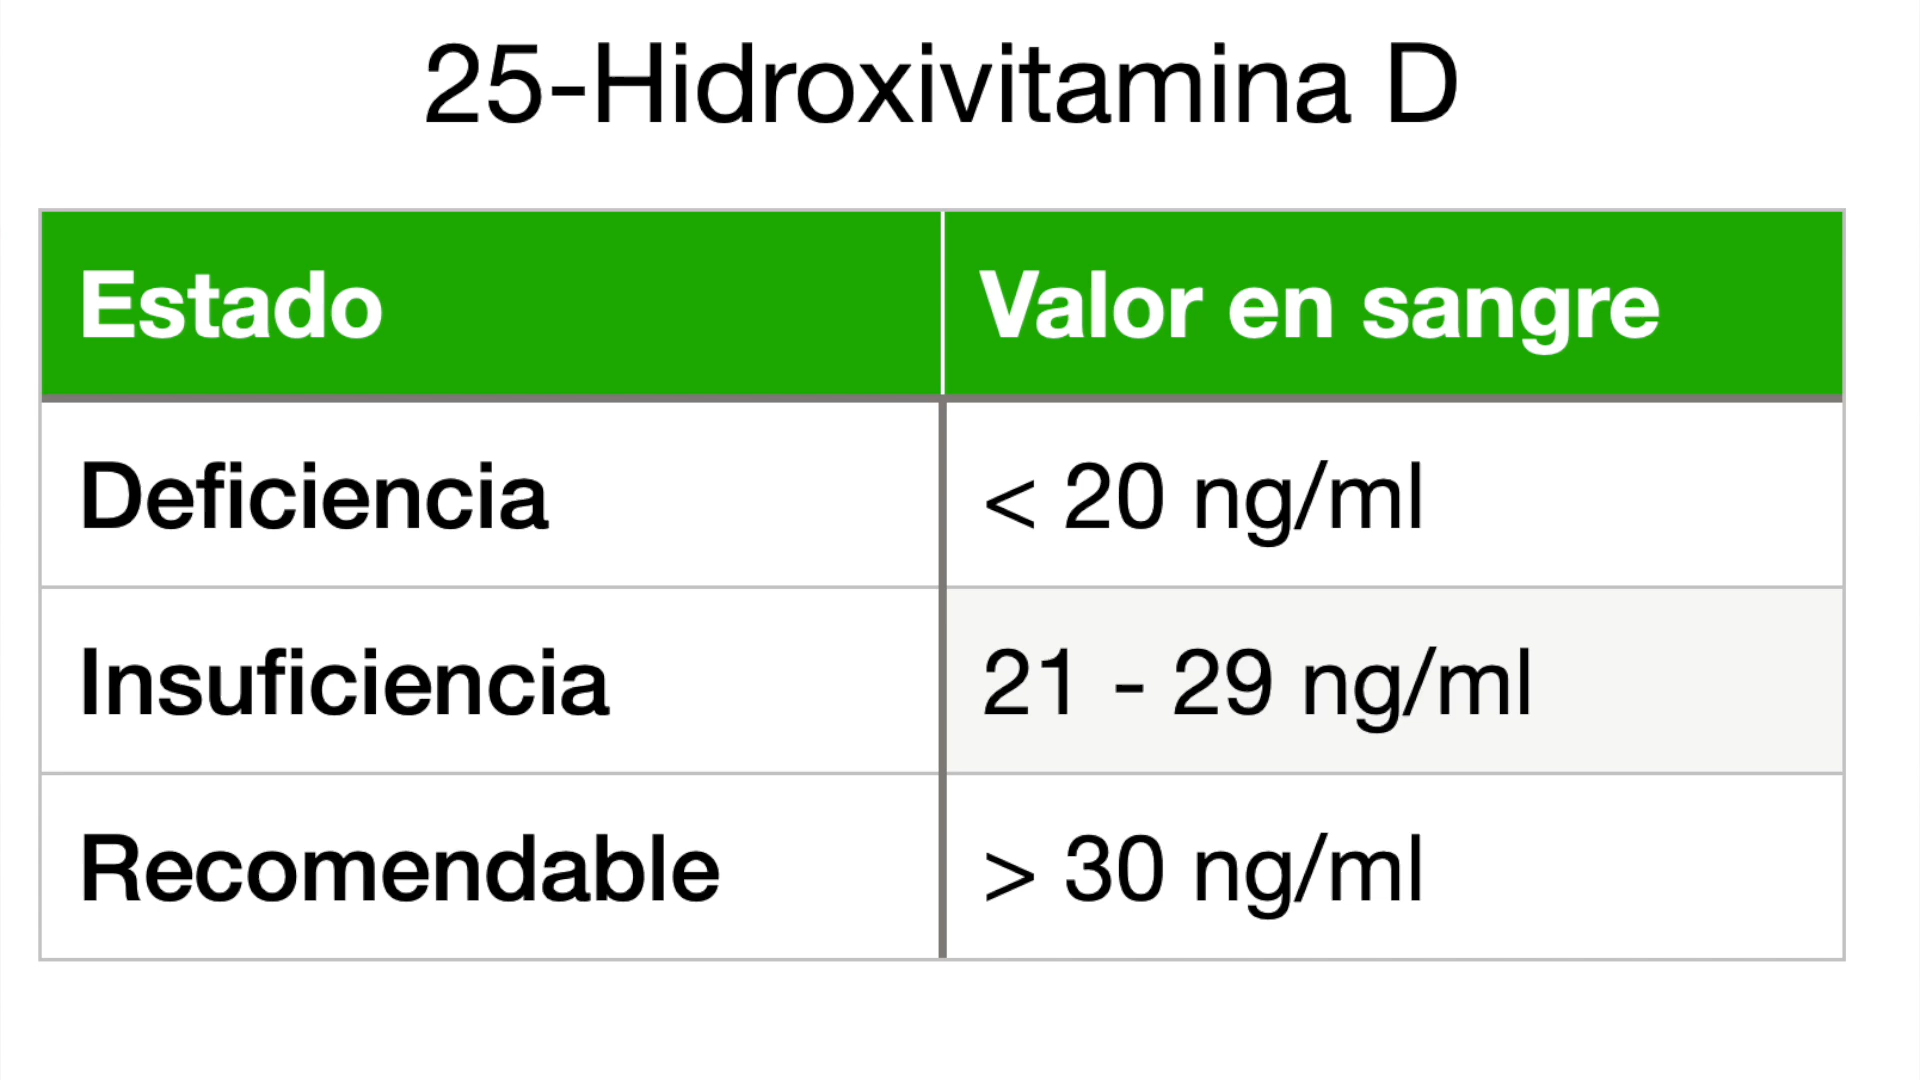 25-Hidroxivitamina D
Estado Valor en sangre
Deficiencia < 20 ng/ml
Insuficiencia 21 - 29 ng/ml
Recomendable > 30 ng/ml